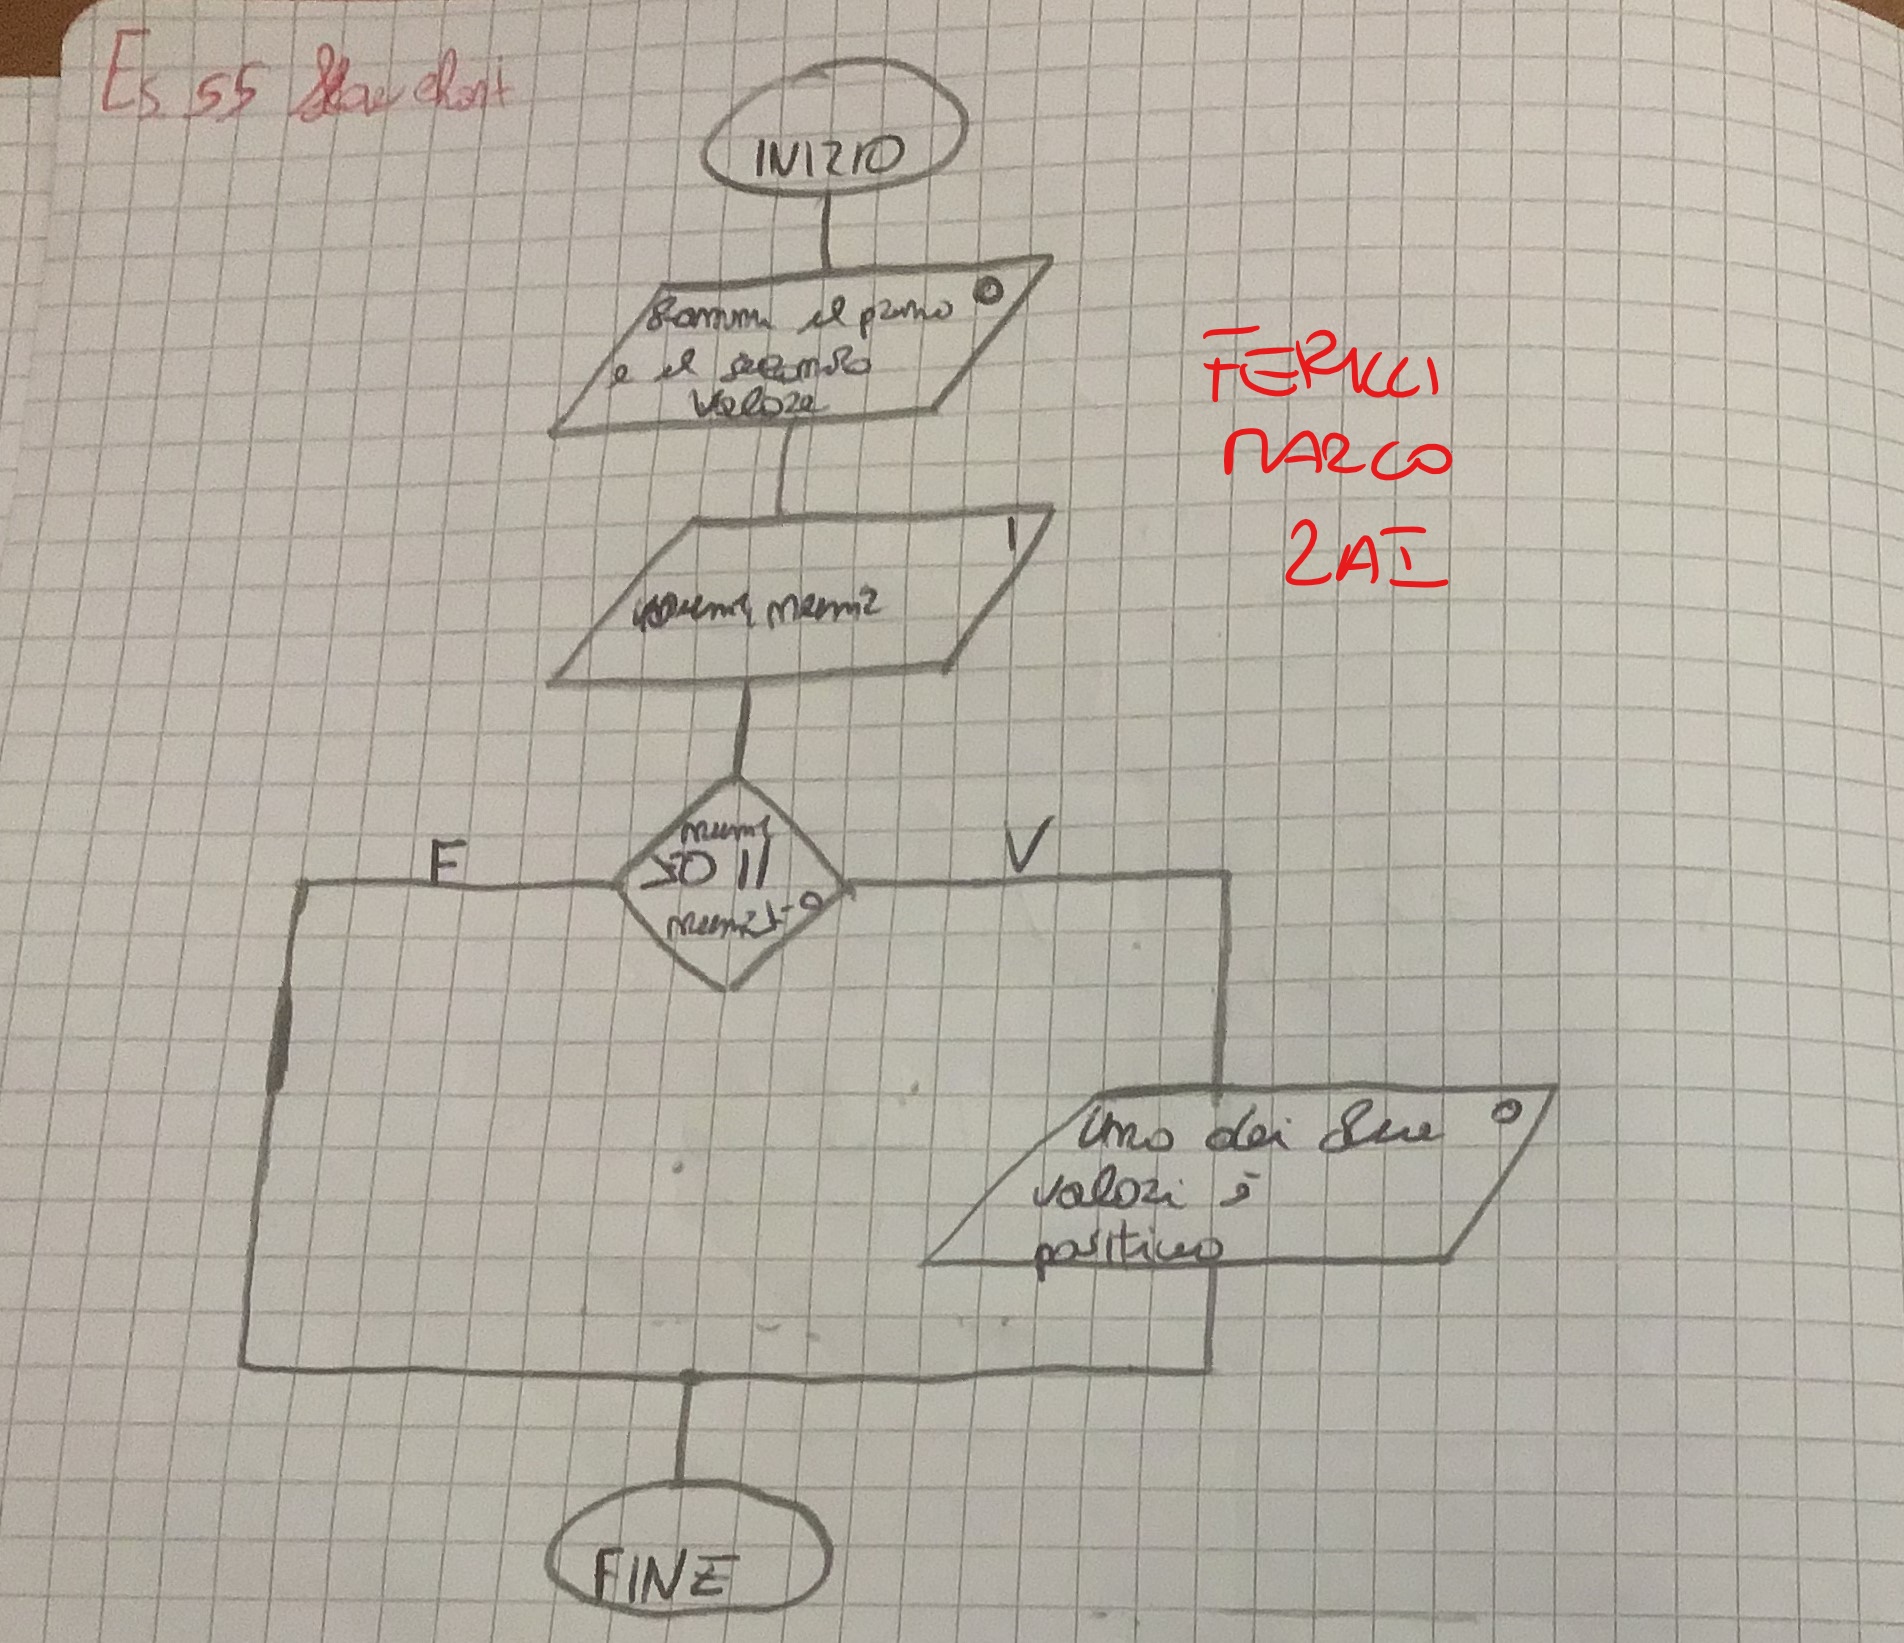 Es 55 Flow chart
INIZIO
Dammi il primo O
e il secondo
valore
I
num1, num2
num1
>0 ||
num2>0
F
V
Uno dei due O
valori è
positivo
FINE
FERUCCI
MARCO
2AI